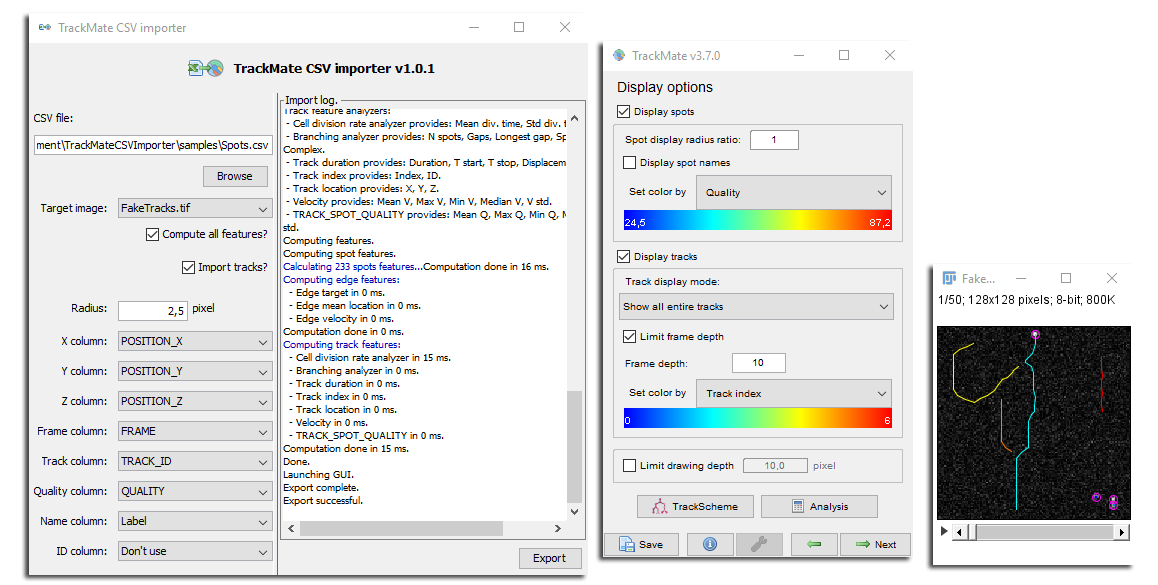 TrackMate CSV importer
TrackMate CSV importer v1.0.1
CSV file:
ment\TrackMateCSVImporter\samples\Spots.csv
Browse
Target image: FakeTracks.tif
Compute all features?
Import tracks?
Radius: 2,5 pixel
X column: POSITION_X
Y column: POSITION_Y
Z column: POSITION_Z
Frame column: FRAME
Track column: TRACK_ID
Quality column: QUALITY
Name column: Label
ID column: Don't use
Import log.
Track feature analyzers:
- Cell division rate analyzer provides: Mean div. time, Std div. t
- Branching analyzer provides: N spots, Gaps, Longest gap, Sp
Complex.
- Track duration provides: Duration, T start, T stop, Displacem
- Track index provides: Index, ID.
- Track location provides: X, Y, Z.
- Velocity provides: Mean V, Max V, Min V, Median V, V std.
- TRACK_SPOT_QUALITY provides: Mean Q, Max Q, Min Q, M
std.
Computing features.
Computing spot features.
Calculating 233 spots features...Computation done in 16 ms.
Computing edge features:
- Edge target in 0 ms.
- Edge mean location in 0 ms.
- Edge velocity in 0 ms.
Computation done in 0 ms.
Computing track features:
- Cell division rate analyzer in 15 ms.
- Branching analyzer in 0 ms.
- Track duration in 0 ms.
- Track index in 0 ms.
- Track location in 0 ms.
- Velocity in 0 ms.
- TRACK_SPOT_QUALITY in 0 ms.
Computation done in 15 ms.
Done.
Launching GUI.
Export complete.
Export successful.
Export
TrackMate v3.7.0
Display options
Display spots
Spot display radius ratio: 1
Display spot names
Set color by Quality
24,5 87,2
Display tracks
Track display mode:
Show all entire tracks
Limit frame depth
Frame depth: 10
Set color by Track index
0 6
Limit drawing depth 10,0 pixel
TrackScheme Analysis
Save Next
Fake...
1/50; 128x128 pixels; 8-bit; 800K